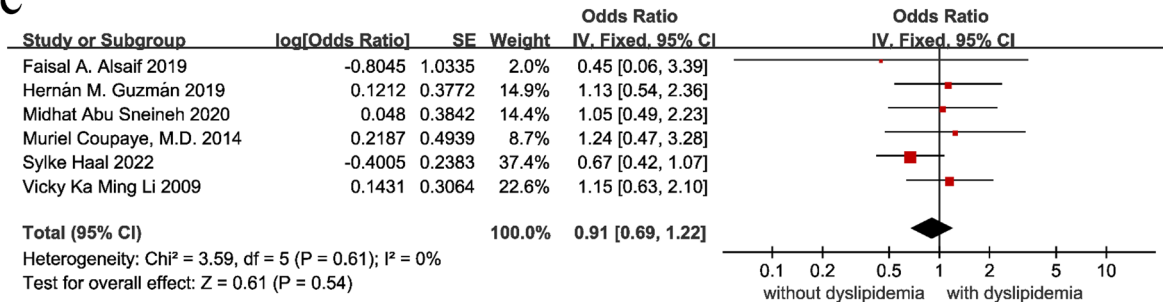 C
Odds Ratio Odds Ratio
Study or Subgroup log[Odds Ratio] SE Weight IV, Fixed, 95% CI IV, Fixed, 95% CI
Faisal A. Alsaif 2019 -0.8045 1.0335 2.0% 0.45 [0.06, 3.39]
Hernán M. Guzmán 2019 0.1212 0.3772 14.9% 1.13 [0.54, 2.36]
Midhat Abu Sneineh 2020 0.048 0.3842 14.4% 1.05 [0.49, 2.23]
Muriel Coupaye, M.D. 2014 0.2187 0.4939 8.7% 1.24 [0.47, 3.28]
Sylke Haal 2022 -0.4005 0.2383 37.4% 0.67 [0.42, 1.07]
Vicky Ka Ming Li 2009 0.1431 0.3064 22.6% 1.15 [0.63, 2.10]
Total (95% CI) 100.0% 0.91 [0.69, 1.22]
Heterogeneity: Chi² = 3.59, df = 5 (P = 0.61); I² = 0%
Test for overall effect: Z = 0.61 (P = 0.54)
0.1 0.2 0.5 1 2 5 10
without dyslipidemia with dyslipidemia